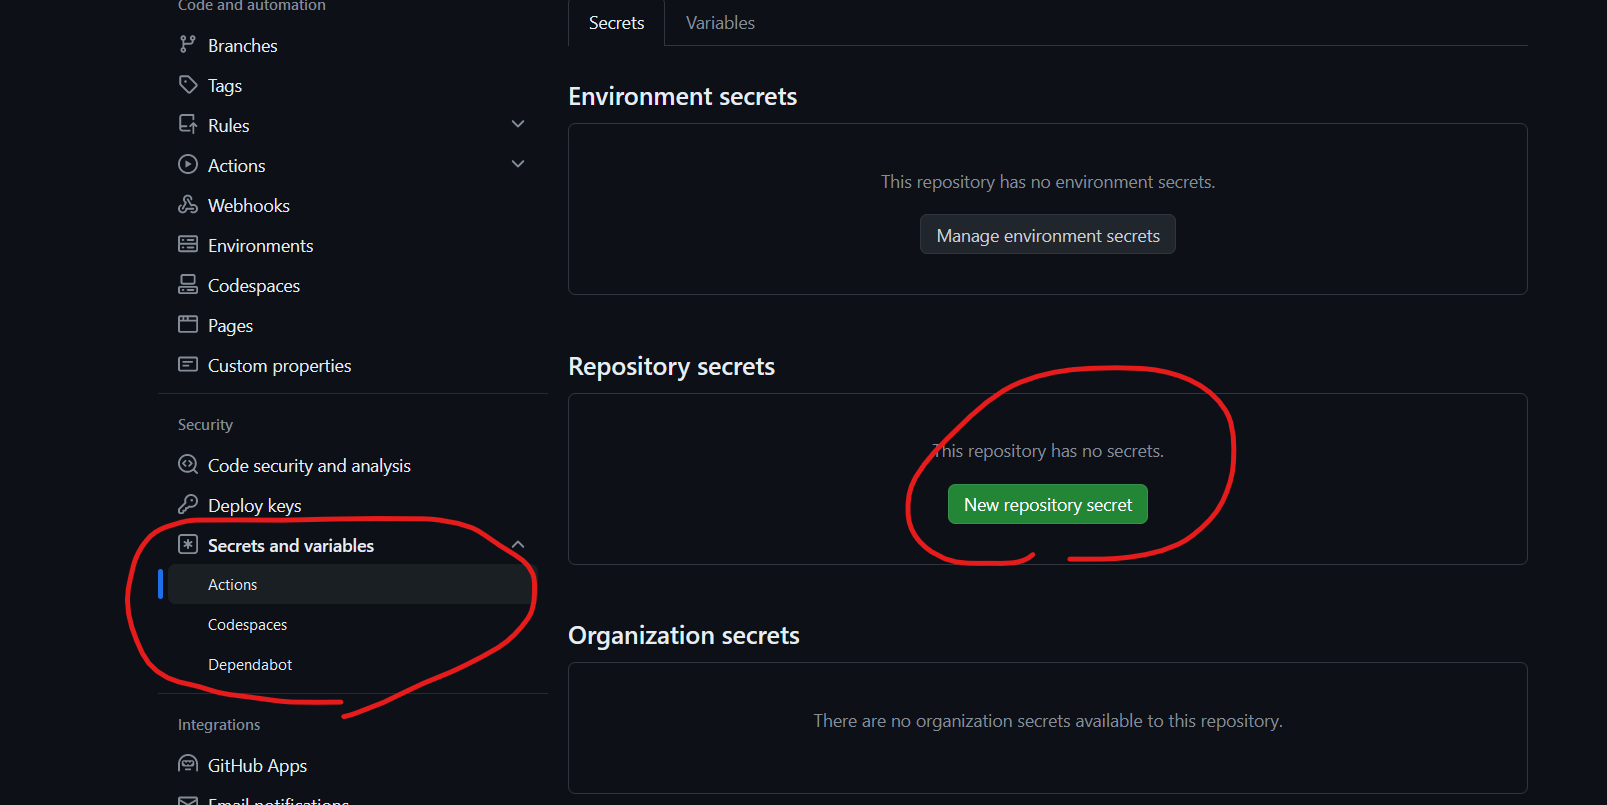 Code and automation
Branches
Tags
Rules
Actions
Webhooks
Environments
Codespaces
Pages
Custom properties
Security
Code security and analysis
Deploy keys
Secrets and variables
Actions
Codespaces
Dependabot
Integrations
GitHub Apps
Email notifications
Secrets Variables
Environment secrets
This repository has no environment secrets.
Manage environment secrets
Repository secrets
This repository has no secrets.
New repository secret
Organization secrets
There are no organization secrets available to this repository.